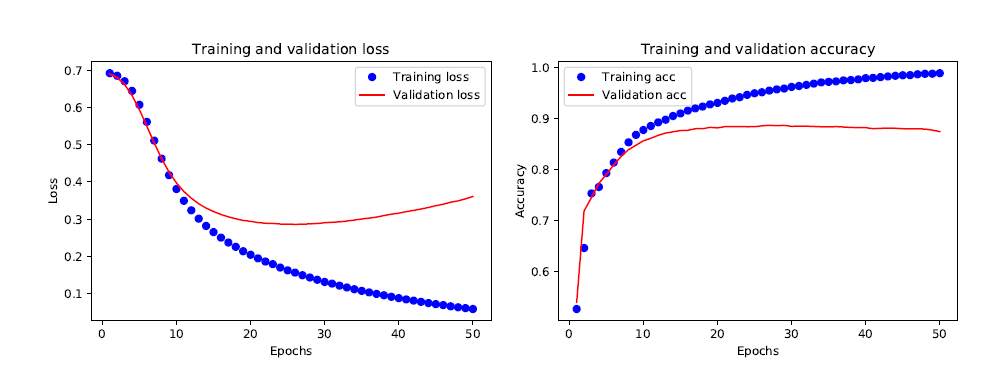 Training and validation loss
Training loss
Validation loss
Loss
0.7
0.6
0.5
0.4
0.3
0.2
0.1
0 10 20 30 40 50
Epochs
Training and validation accuracy
Training acc
Validation acc
Accuracy
1.0
0.9
0.8
0.7
0.6
0 10 20 30 40 50
Epochs